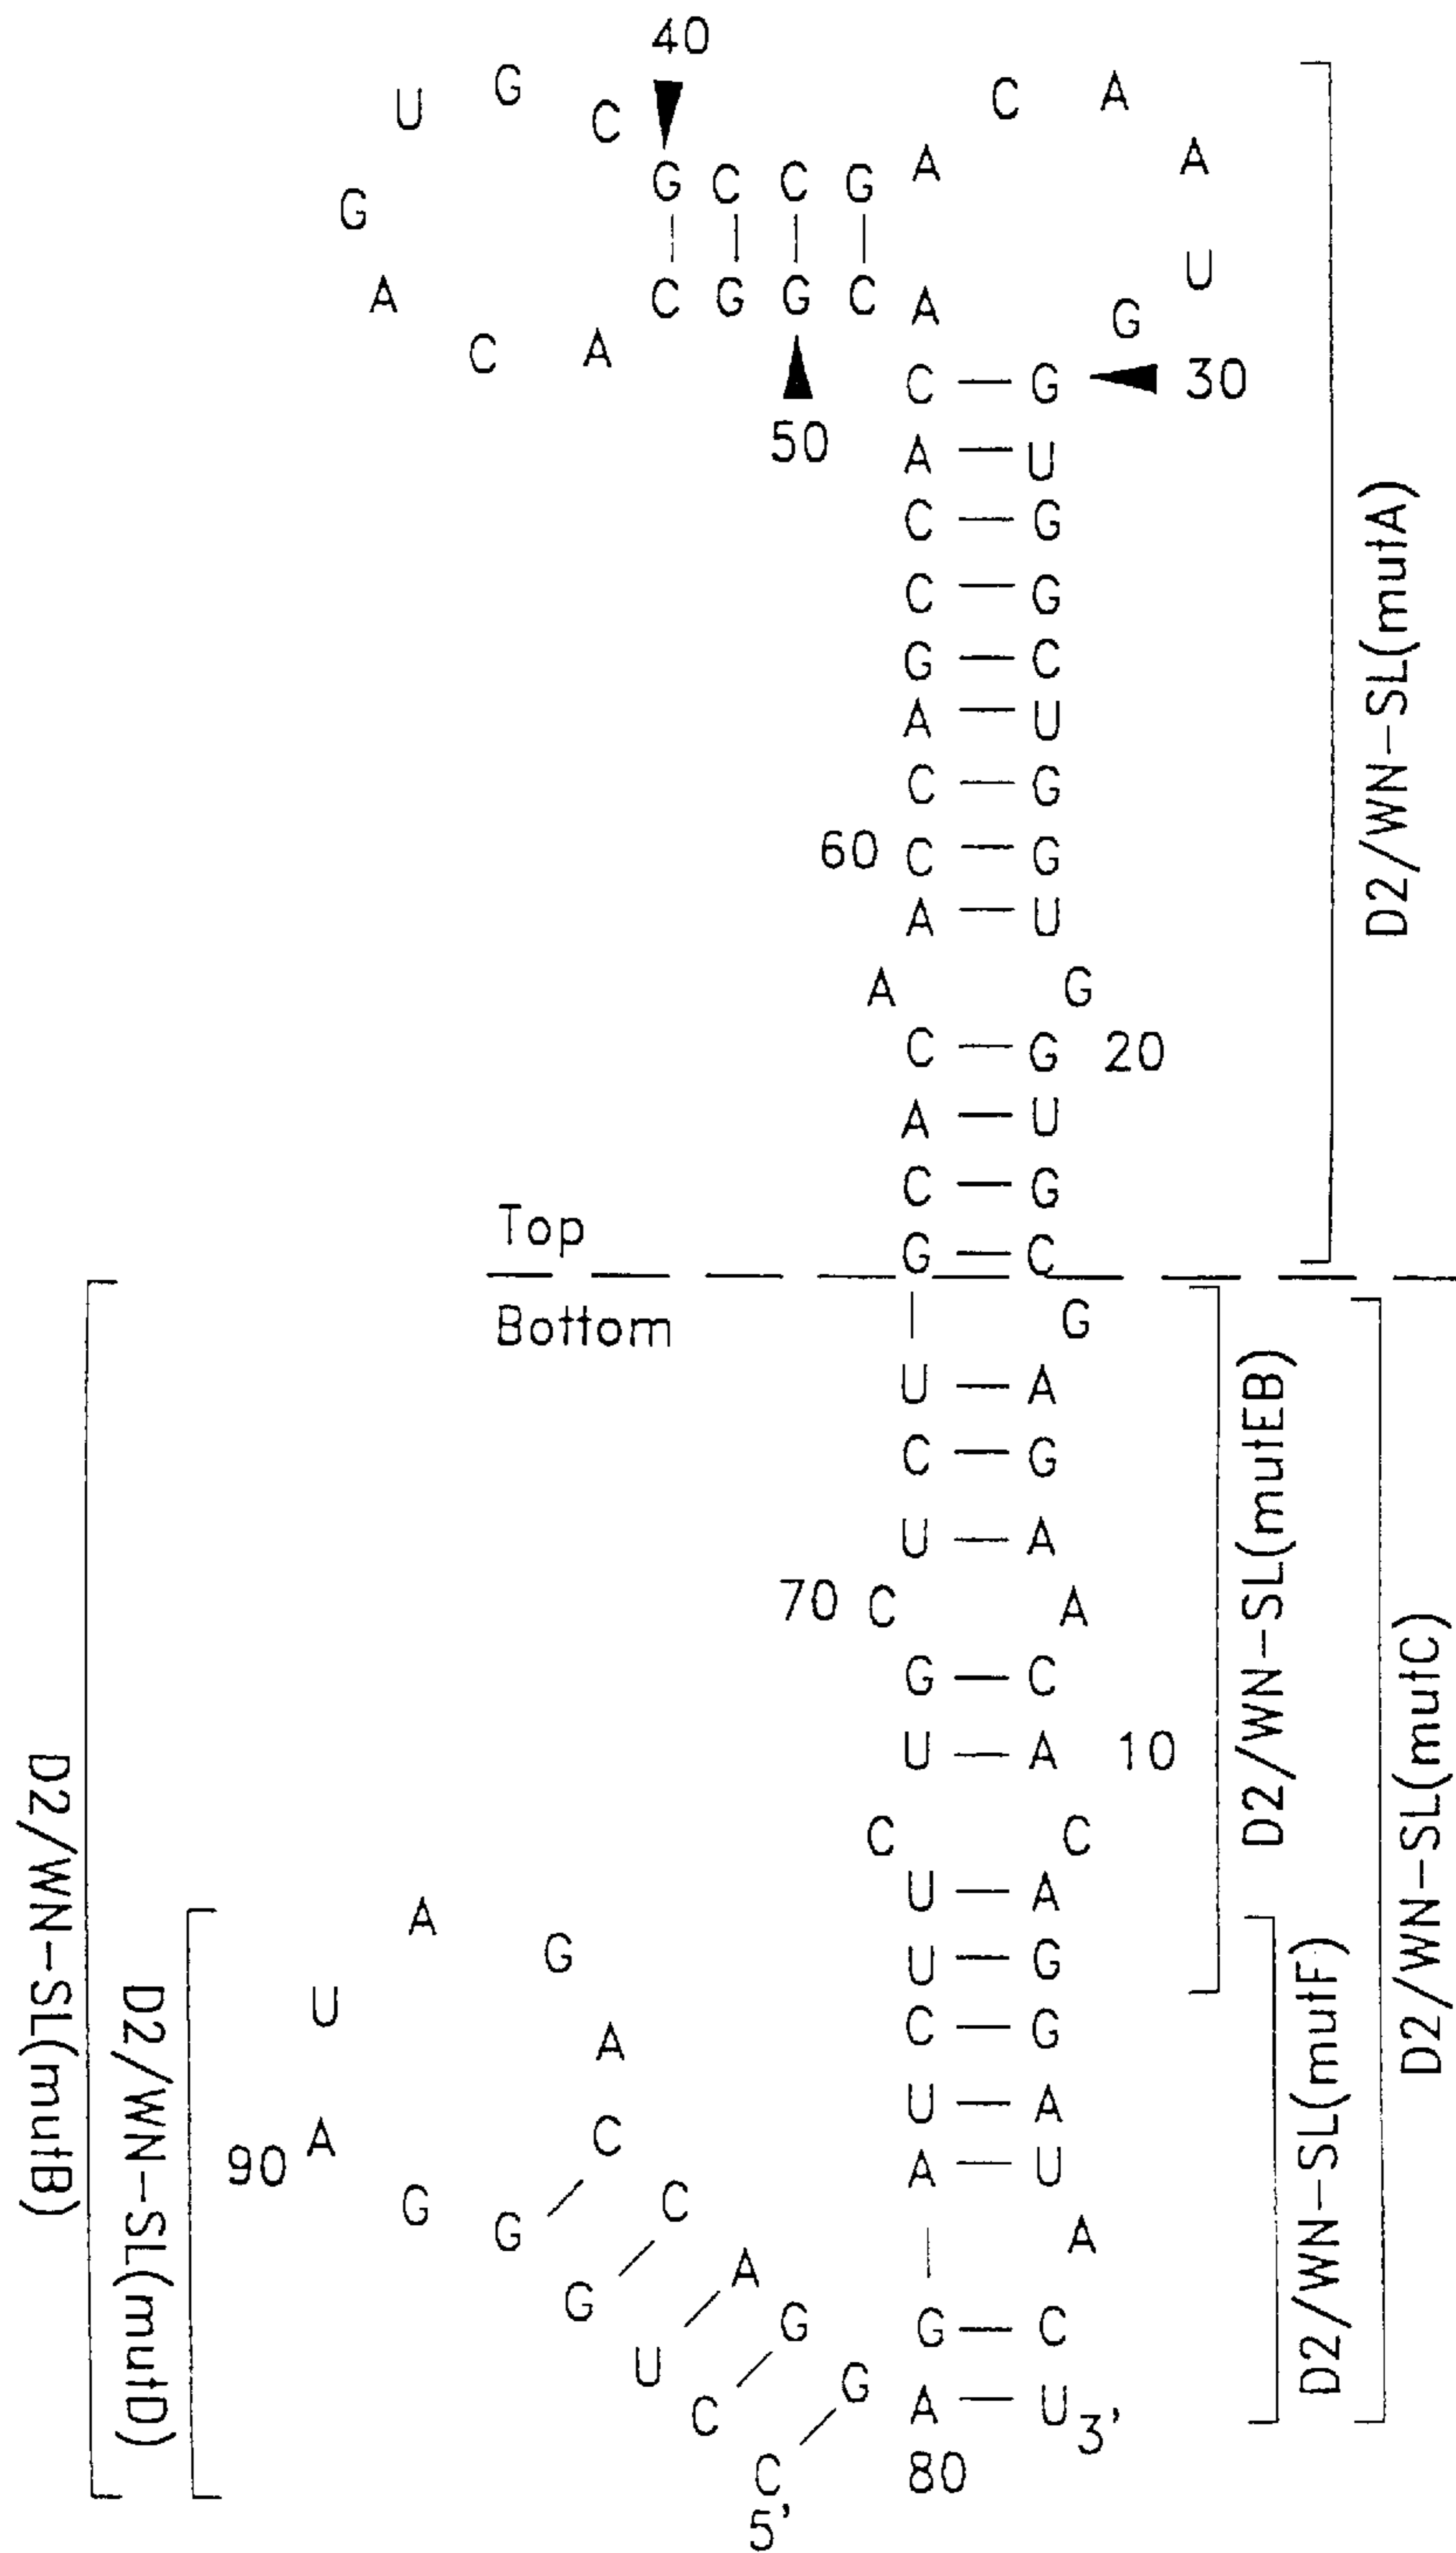 40
U G C G C C G A C A A U G
G A C A C G G C A
50
C G 30
A U
C G
C G
G C
A U
C G
60 C G
A U
A G
C G 20
A U
C G
Top
G C
Bottom
G
U A
C G
U A
70 C A
G C
U A 10
C C
U A
U G
C G
U A
A U
A
G C
A U 3'
80
A G
U A
90 A C
G G C
G A
U G
C G
C
5'
D2/WN-SL(mutA)
D2/WN-SL(mutEB)
D2/WN-SL(mutC)
D2/WN-SL(mutF)
D2/WN-SL(mutB)
D2/WN-SL(mutD)